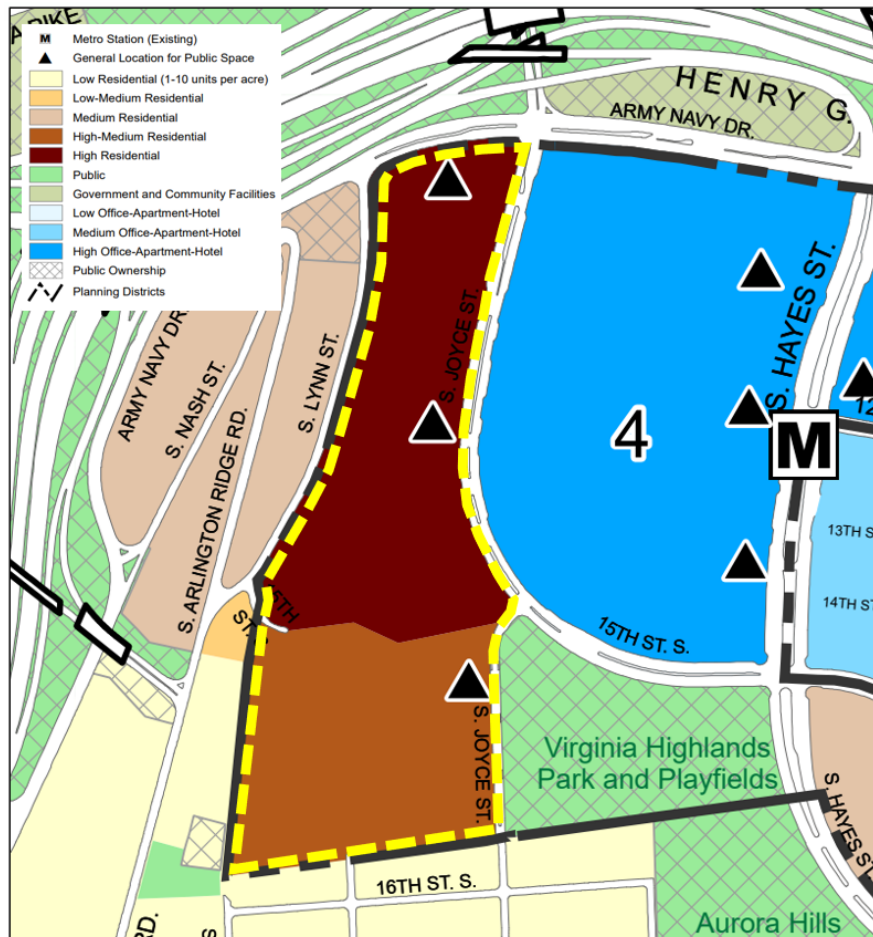 A PIKE
M Metro Station (Existing)
General Location for Public Space
Low Residential (1-10 units per acre)
Low-Medium Residential
Medium Residential
High-Medium Residential
High Residential
Public
Government and Community Facilities
Low Office-Apartment-Hotel
Medium Office-Apartment-Hotel
High Office-Apartment-Hotel
Public Ownership
Planning Districts
HENRY G.
ARMY NAVY DR.
S. HAYES ST.
S. JOYCE ST.
S. LYNN ST.
ARMY NAVY DR.
S. NASH ST.
S. ARLINGTON RIDGE RD.
4
M
12
13TH S
14TH ST
15TH
ST.
15TH ST. S.
S. JOYCE ST.
Virginia Highlands
Park and Playfields
S. HAYES ST.
16TH ST. S.
RD.
S
Aurora Hills